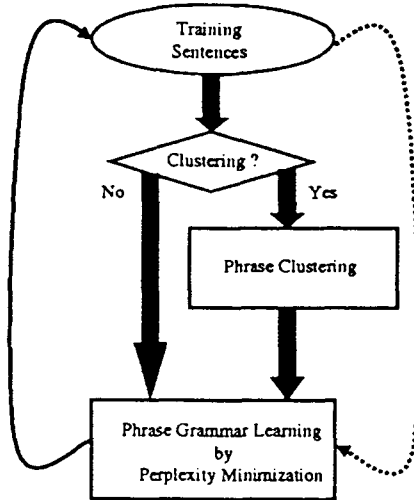 Training
Sentences
Clustering ?
No
Yes
Phrase Clustering
Phrase Grammar Learning
by
Perplexity Minimization